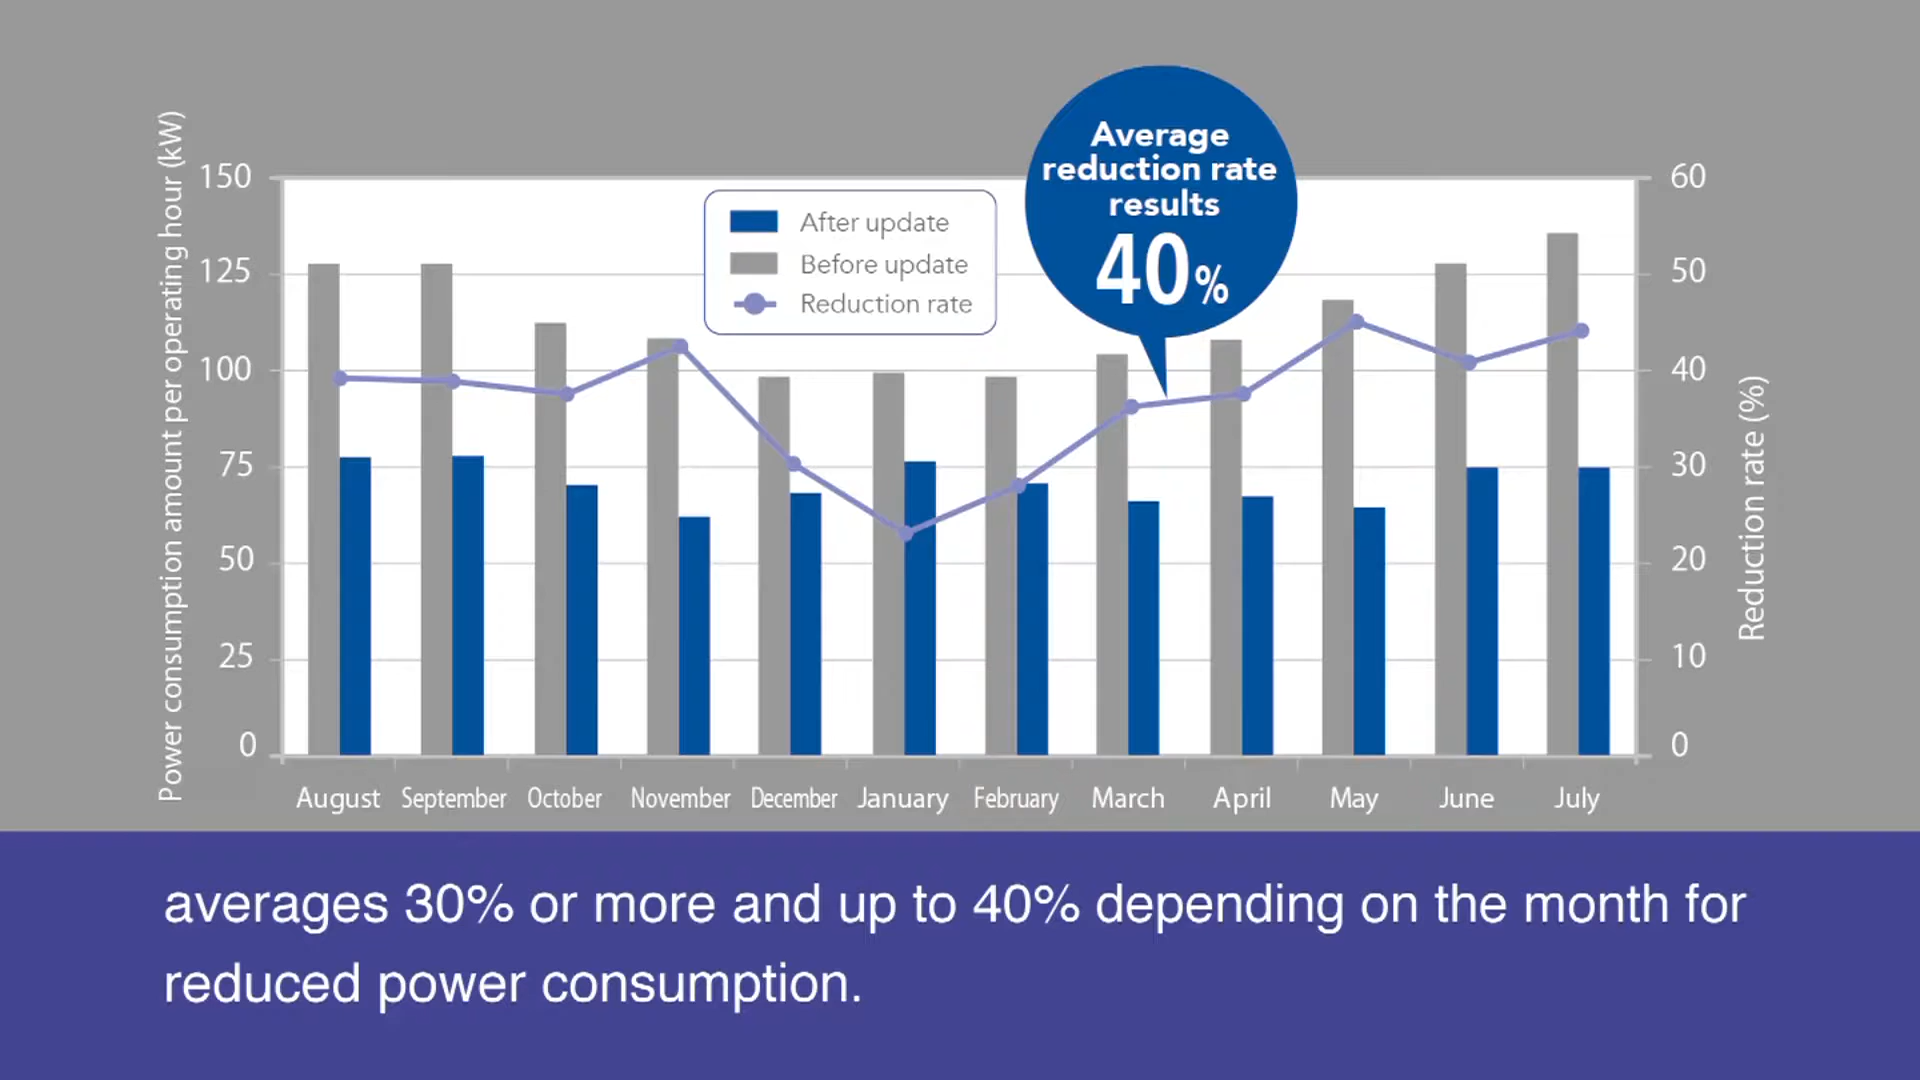 Average
reduction rate
results
40%
Power consumption amount per operating hour (kW)
150
125
100
75
50
25
0
After update
Before update
Reduction rate
60
50
40
30
20
10
0
Reduction rate (%)
August September October November December January February March April May June July
averages 30% or more and up to 40% depending on the month for
reduced power consumption.